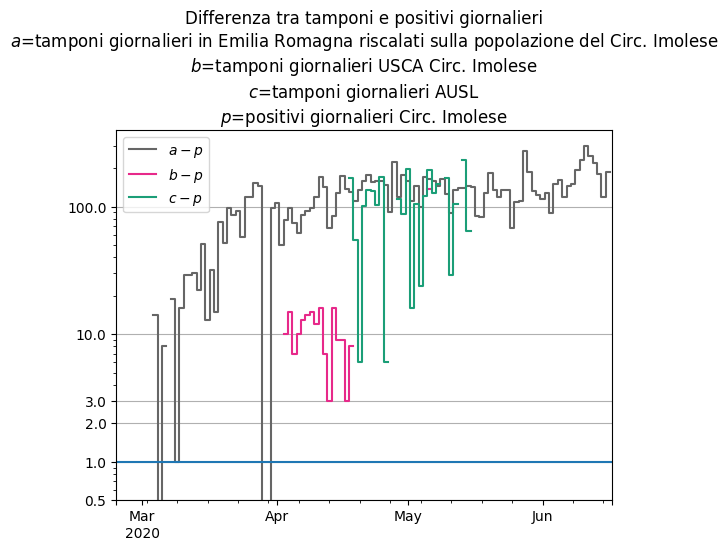 Differenza tra tamponi e positivi giornalieri
a=tamponi giornalieri in Emilia Romagna riscalati sulla popolazione del Circ. Imolese
b=tamponi giornalieri USCA Circ. Imolese
c=tamponi giornalieri AUSL
p=positivi giornalieri Circ. Imolese
a − p
b − p
c − p
100.0
10.0
3.0
2.0
1.0
0.5
Mar Apr May Jun
2020